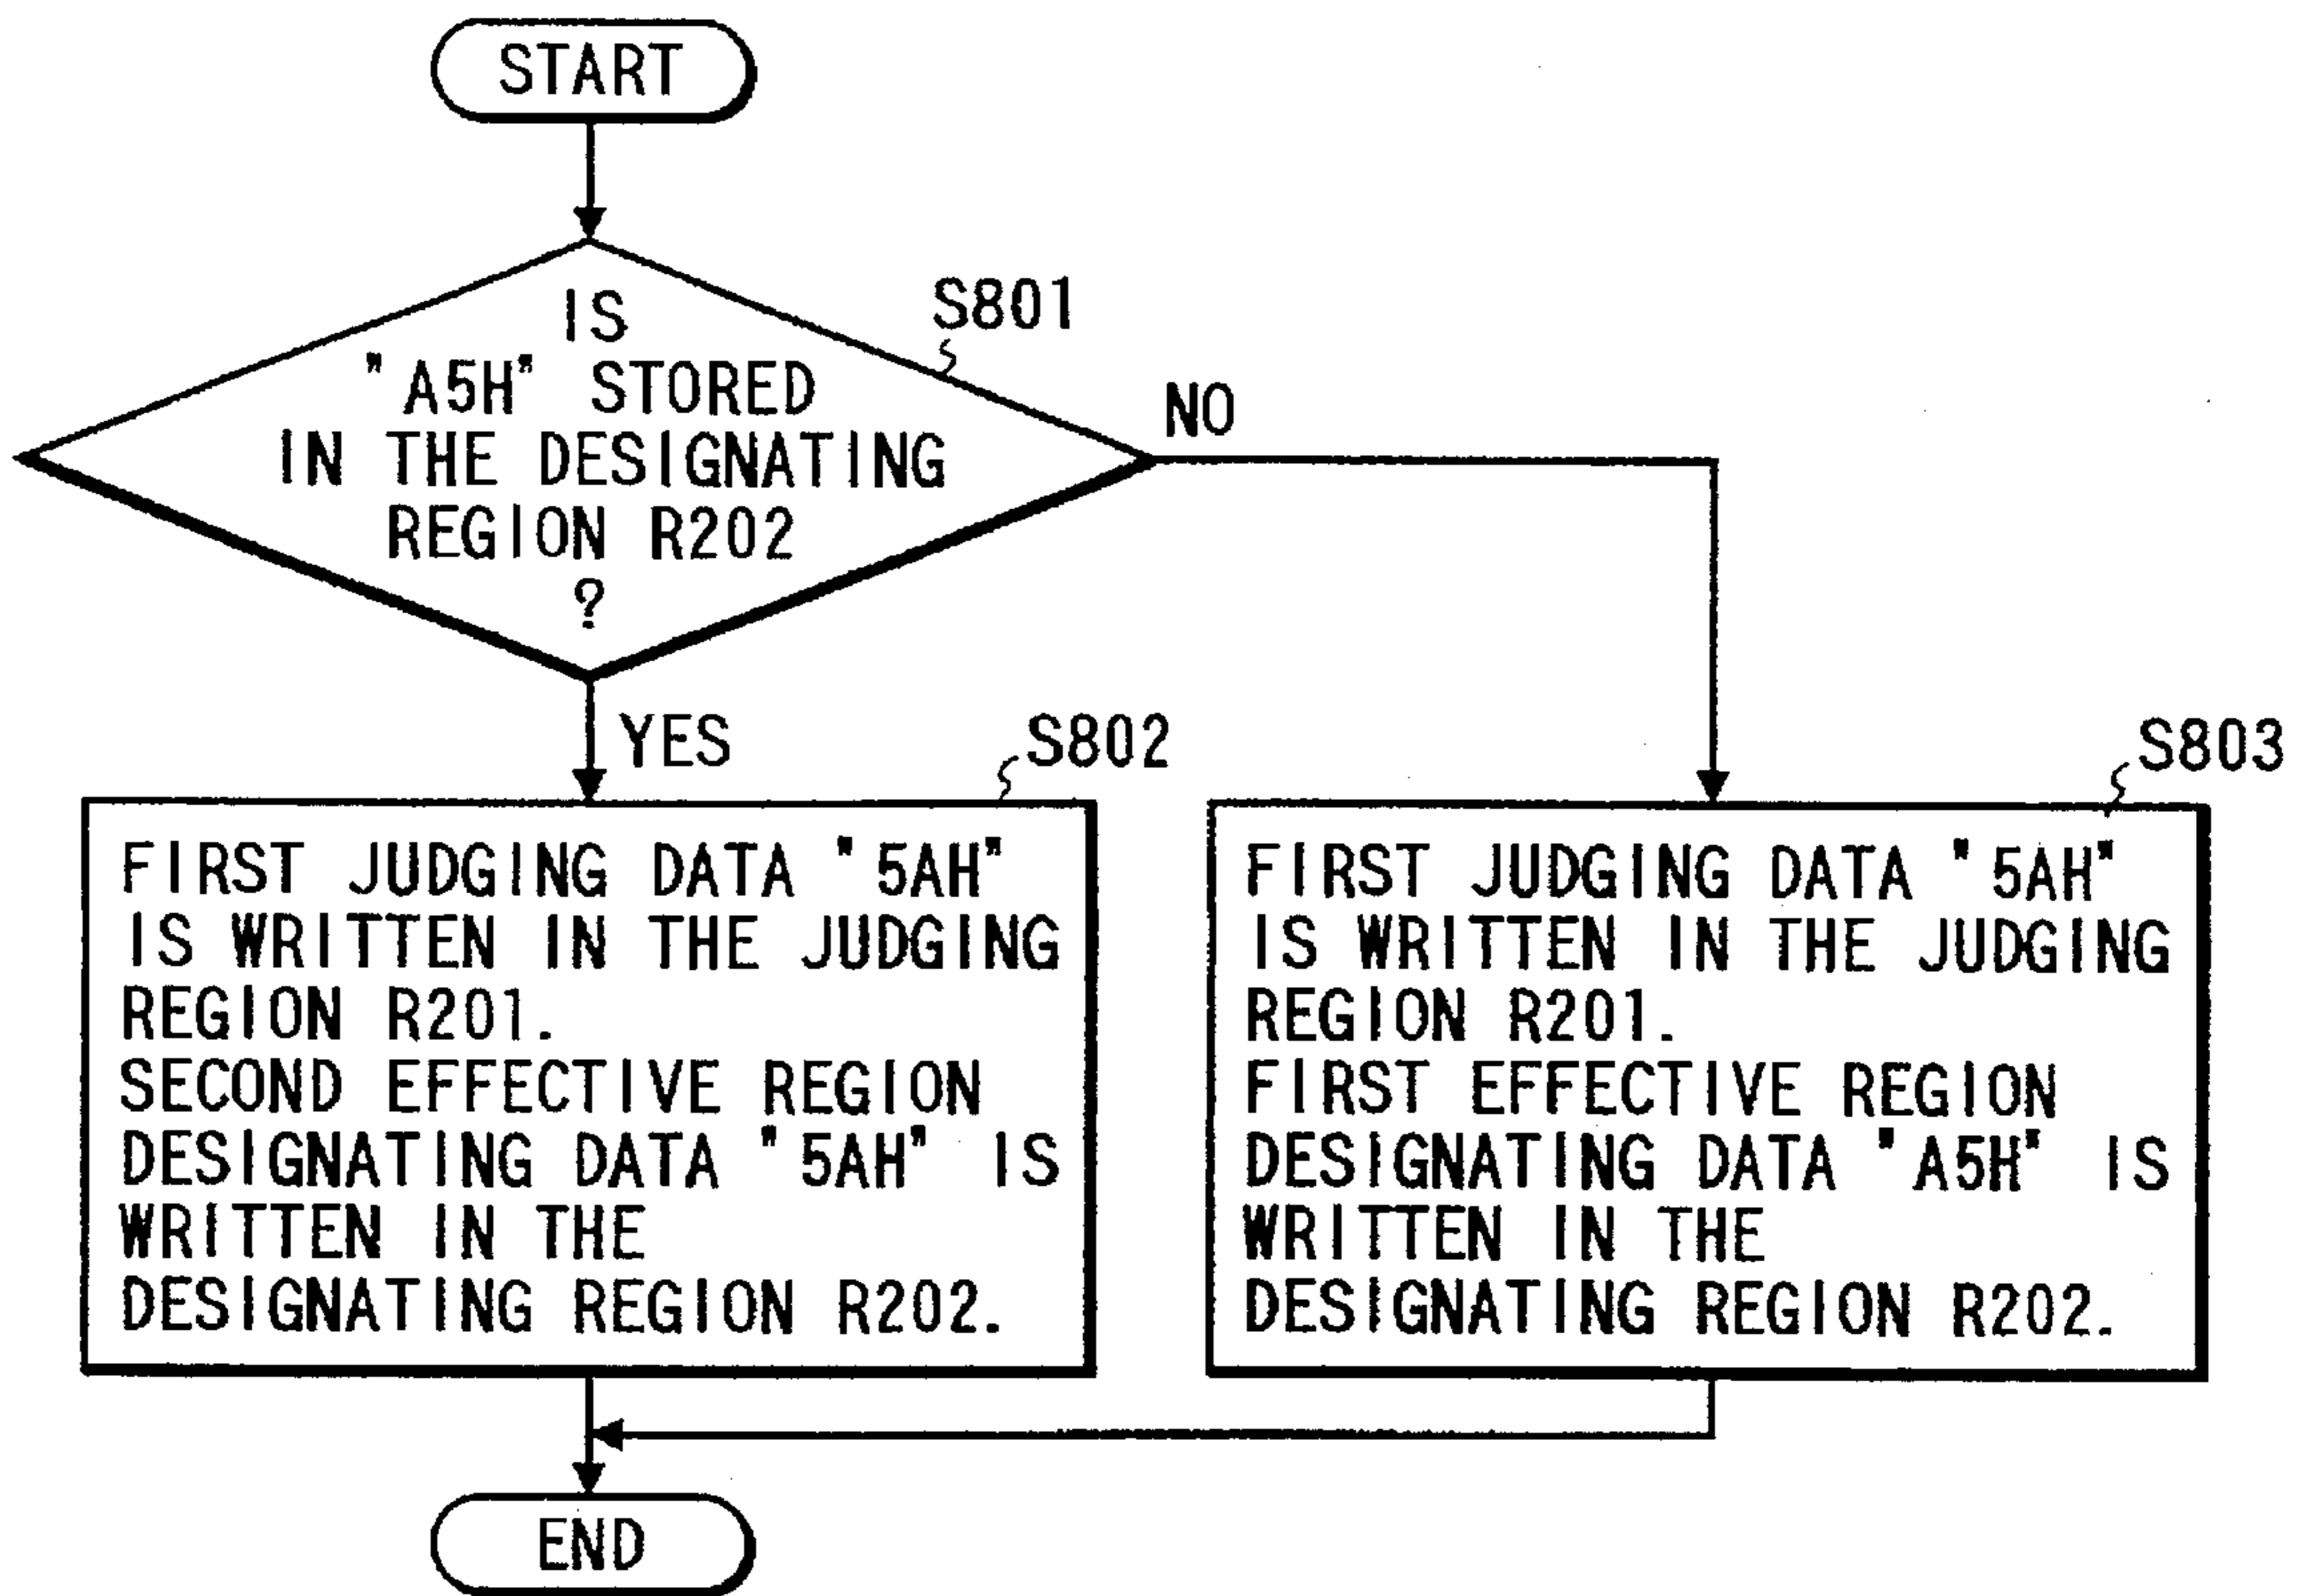 START
S801
IS
"A5H" STORED
IN THE DESIGNATING
REGION R202
?
NO
YES
S802
FIRST JUDGING DATA "5AH"
IS WRITTEN IN THE JUDGING
REGION R201.
SECOND EFFECTIVE REGION
DESIGNATING DATA "5AH" IS
WRITTEN IN THE
DESIGNATING REGION R202.
S803
FIRST JUDGING DATA "5AH"
IS WRITTEN IN THE JUDGING
REGION R201.
FIRST EFFECTIVE REGION
DESIGNATING DATA "A5H" IS
WRITTEN IN THE
DESIGNATING REGION R202.
END